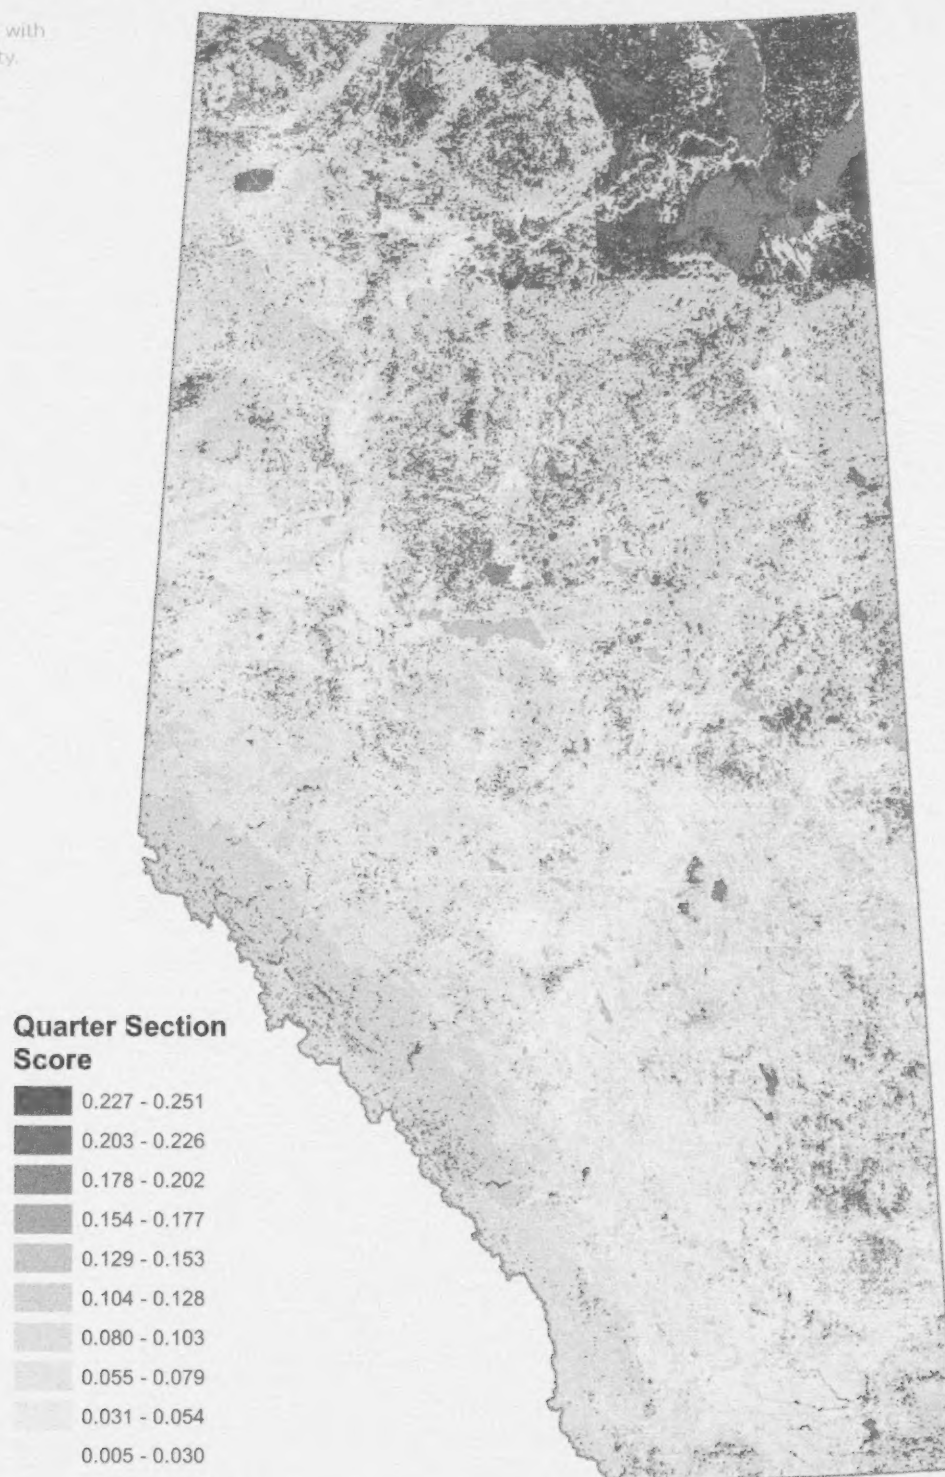 with
ty.
Quarter Section
Score
0.227 - 0.251
0.203 - 0.226
0.178 - 0.202
0.154 - 0.177
0.129 - 0.153
0.104 - 0.128
0.080 - 0.103
0.055 - 0.079
0.031 - 0.054
0.005 - 0.030